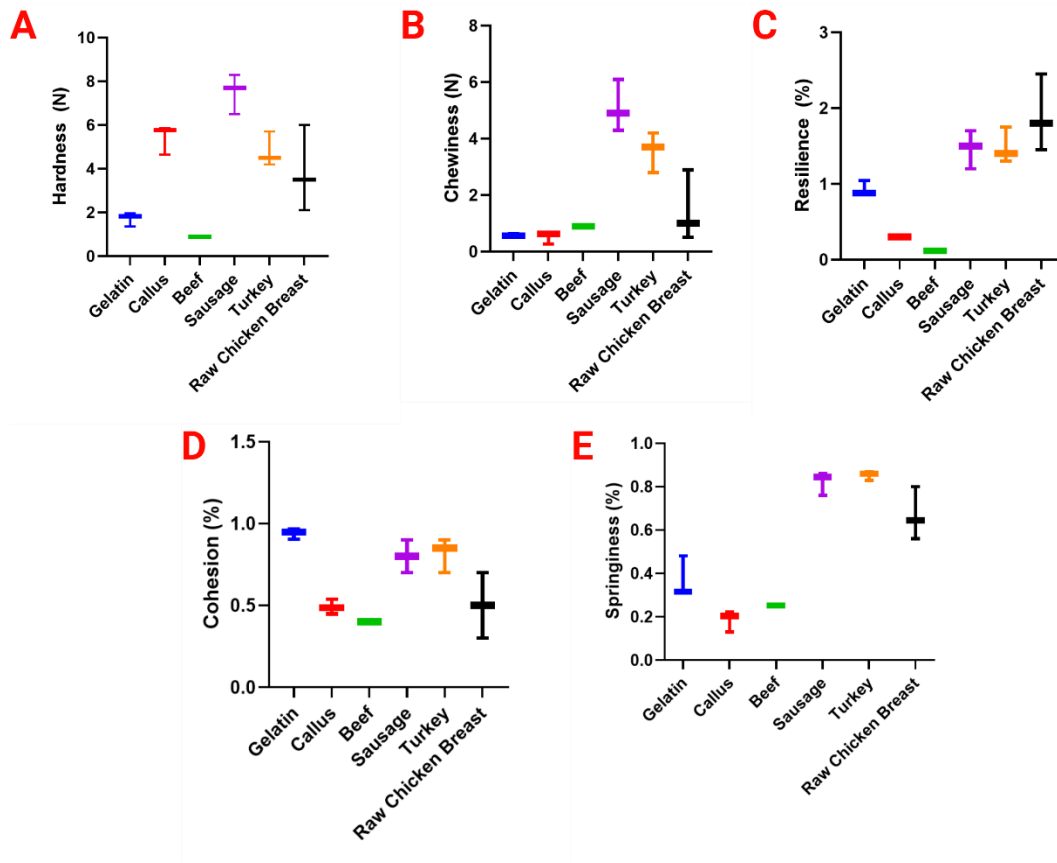 A
Hardness (N)
10
8
6
4
2
0
Gelatin
Callus
Beef
Sausage
Turkey
Raw Chicken Breast
B
Chewiness (N)
8
6
4
2
0
Gelatin
Callus
Beef
Sausage
Turkey
Raw Chicken Breast
C
Resilience (%)
3
2
1
0
Gelatin
Callus
Beef
Sausage
Turkey
Raw Chicken Breast
D
Cohesion (%)
1.5
1.0
0.5
0.0
Gelatin
Callus
Beef
Sausage
Turkey
Raw Chicken Breast
E
Springiness (%)
1.0
0.8
0.6
0.4
0.2
0.0
Gelatin
Callus
Beef
Sausage
Turkey
Raw Chicken Breast